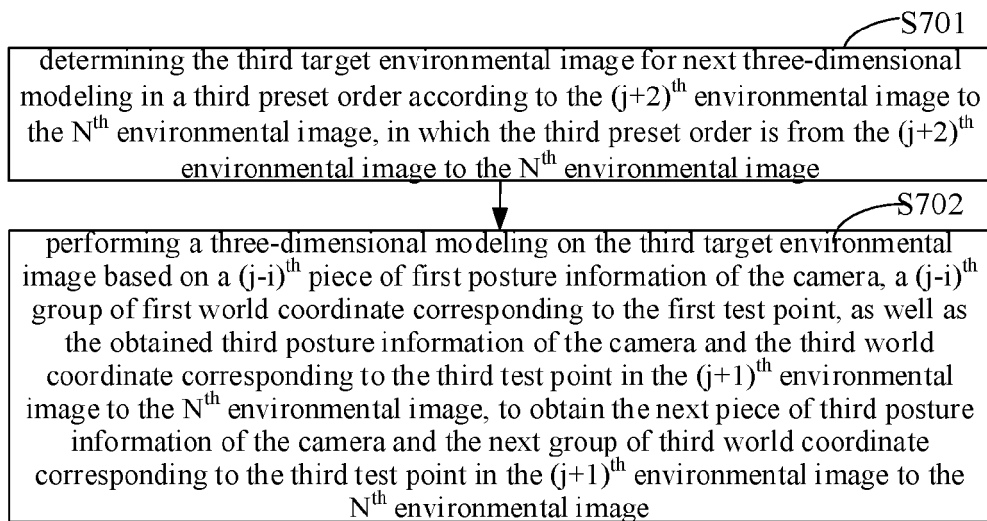 S701
determining the third target environmental image for next three-dimensional
modeling in a third preset order according to the (j+2)th environmental image to
the Nth environmental image, in which the third preset order is from the (j+2)th
environmental image to the Nth environmental image
S702
performing a three-dimensional modeling on the third target environmental
image based on a (j-i)th piece of first posture information of the camera, a (j-i)th
group of first world coordinate corresponding to the first test point, as well as
the obtained third posture information of the camera and the third world
coordinate corresponding to the third test point in the (j+1)th environmental
image to the Nth environmental image, to obtain the next piece of third posture
information of the camera and the next group of third world coordinate
corresponding to the third test point in the (j+1)th environmental image to the
Nth environmental image